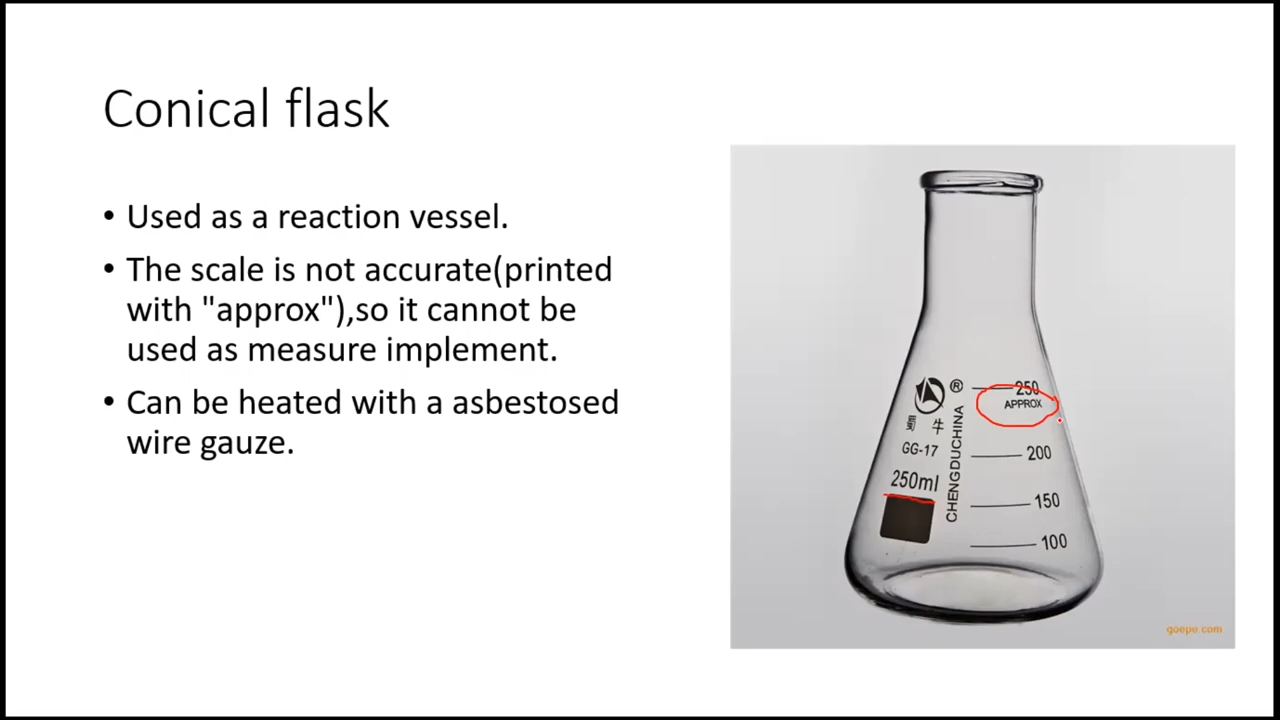 Conical flask
• Used as a reaction vessel.
• The scale is not accurate(printed
with "approx"),so it cannot be
used as measure implement.
• Can be heated with a asbestosed
wire gauze.
®
牛
GG-17
250ml
CHENGDUCHINA
250
APPROX
200
150
100
goepe.com